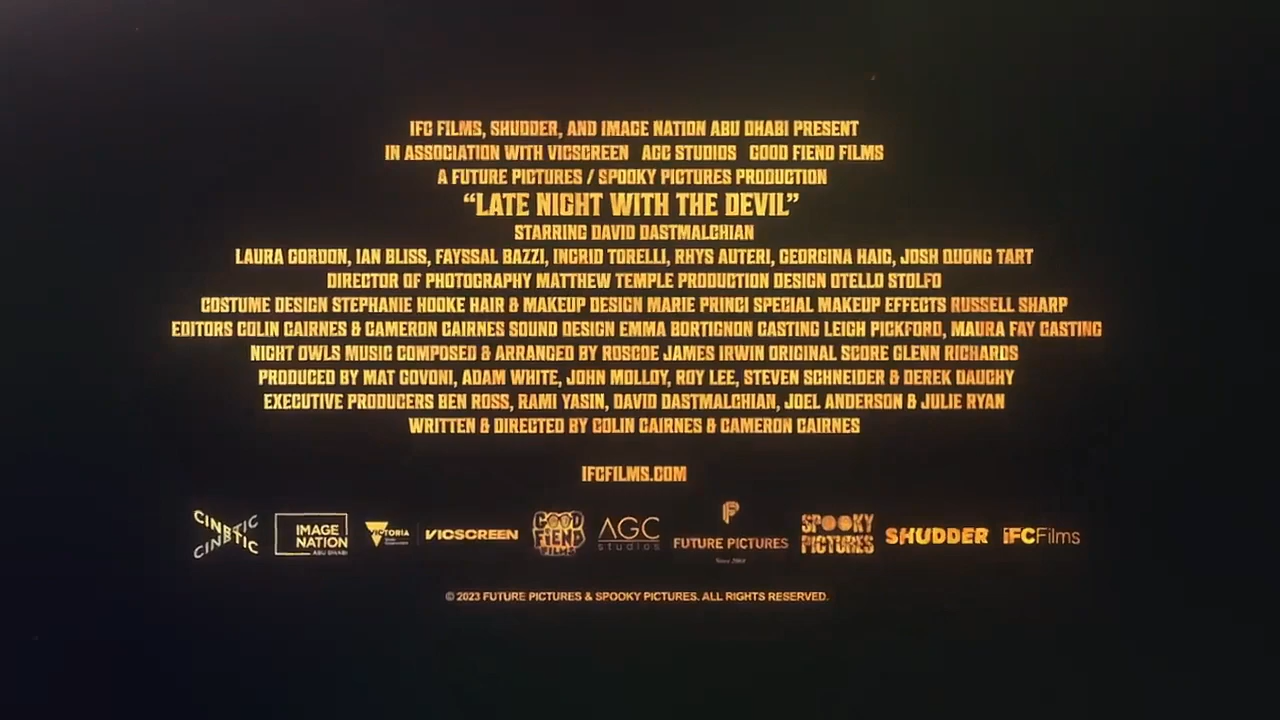 IFC FILMS, SHUDDER, AND IMAGE NATION ABU DHABI PRESENT
IN ASSOCIATION WITH VICSCREEN AGC STUDIOS GOOD FIEND FILMS
A FUTURE PICTURES / SPOOKY PICTURES PRODUCTION
“LATE NIGHT WITH THE DEVIL”
STARRING DAVID DASTMALCHIAN
LAURA GORDON, IAN BLISS, FAYSSAL BAZZI, INGRID TORELLI, RHYS AUTERI, GEORGINA HAIG, JOSH QUONG TART
DIRECTOR OF PHOTOGRAPHY MATTHEW TEMPLE PRODUCTION DESIGN OTELLO STOLFO
COSTUME DESIGN STEPHANIE HOOKE HAIR & MAKEUP DESIGN MARIE PRINCI SPECIAL MAKEUP EFFECTS RUSSELL SHARP
EDITORS COLIN CAIRNES & CAMERON CAIRNES SOUND DESIGN EMMA BORTIGNON CASTING LEIGH PICKFORD, MAURA FAY CASTING
NIGHT OWLS MUSIC COMPOSED & ARRANGED BY ROSCOE JAMES IRWIN ORIGINAL SCORE GLENN RICHARDS
PRODUCED BY MAT GOVONI, ADAM WHITE, JOHN MOLLOY, ROY LEE, STEVEN SCHNEIDER & DEREK DAUCHY
EXECUTIVE PRODUCERS BEN ROSS, RAMI YASIN, DAVID DASTMALCHIAN, JOEL ANDERSON & JULIE RYAN
WRITTEN & DIRECTED BY COLIN CAIRNES & CAMERON CAIRNES
IFCFILMS.COM
CINETIC CINETIC
IMAGE NATION ABU DHABI
VICTORIA
VICSCREEN
GOOD FIEND FILMS
AGC studios
FUTURE PICTURES
Since 2004
SPOOKY PICTURES
SHUDDER
IFC Films
© 2023 FUTURE PICTURES & SPOOKY PICTURES. ALL RIGHTS RESERVED.